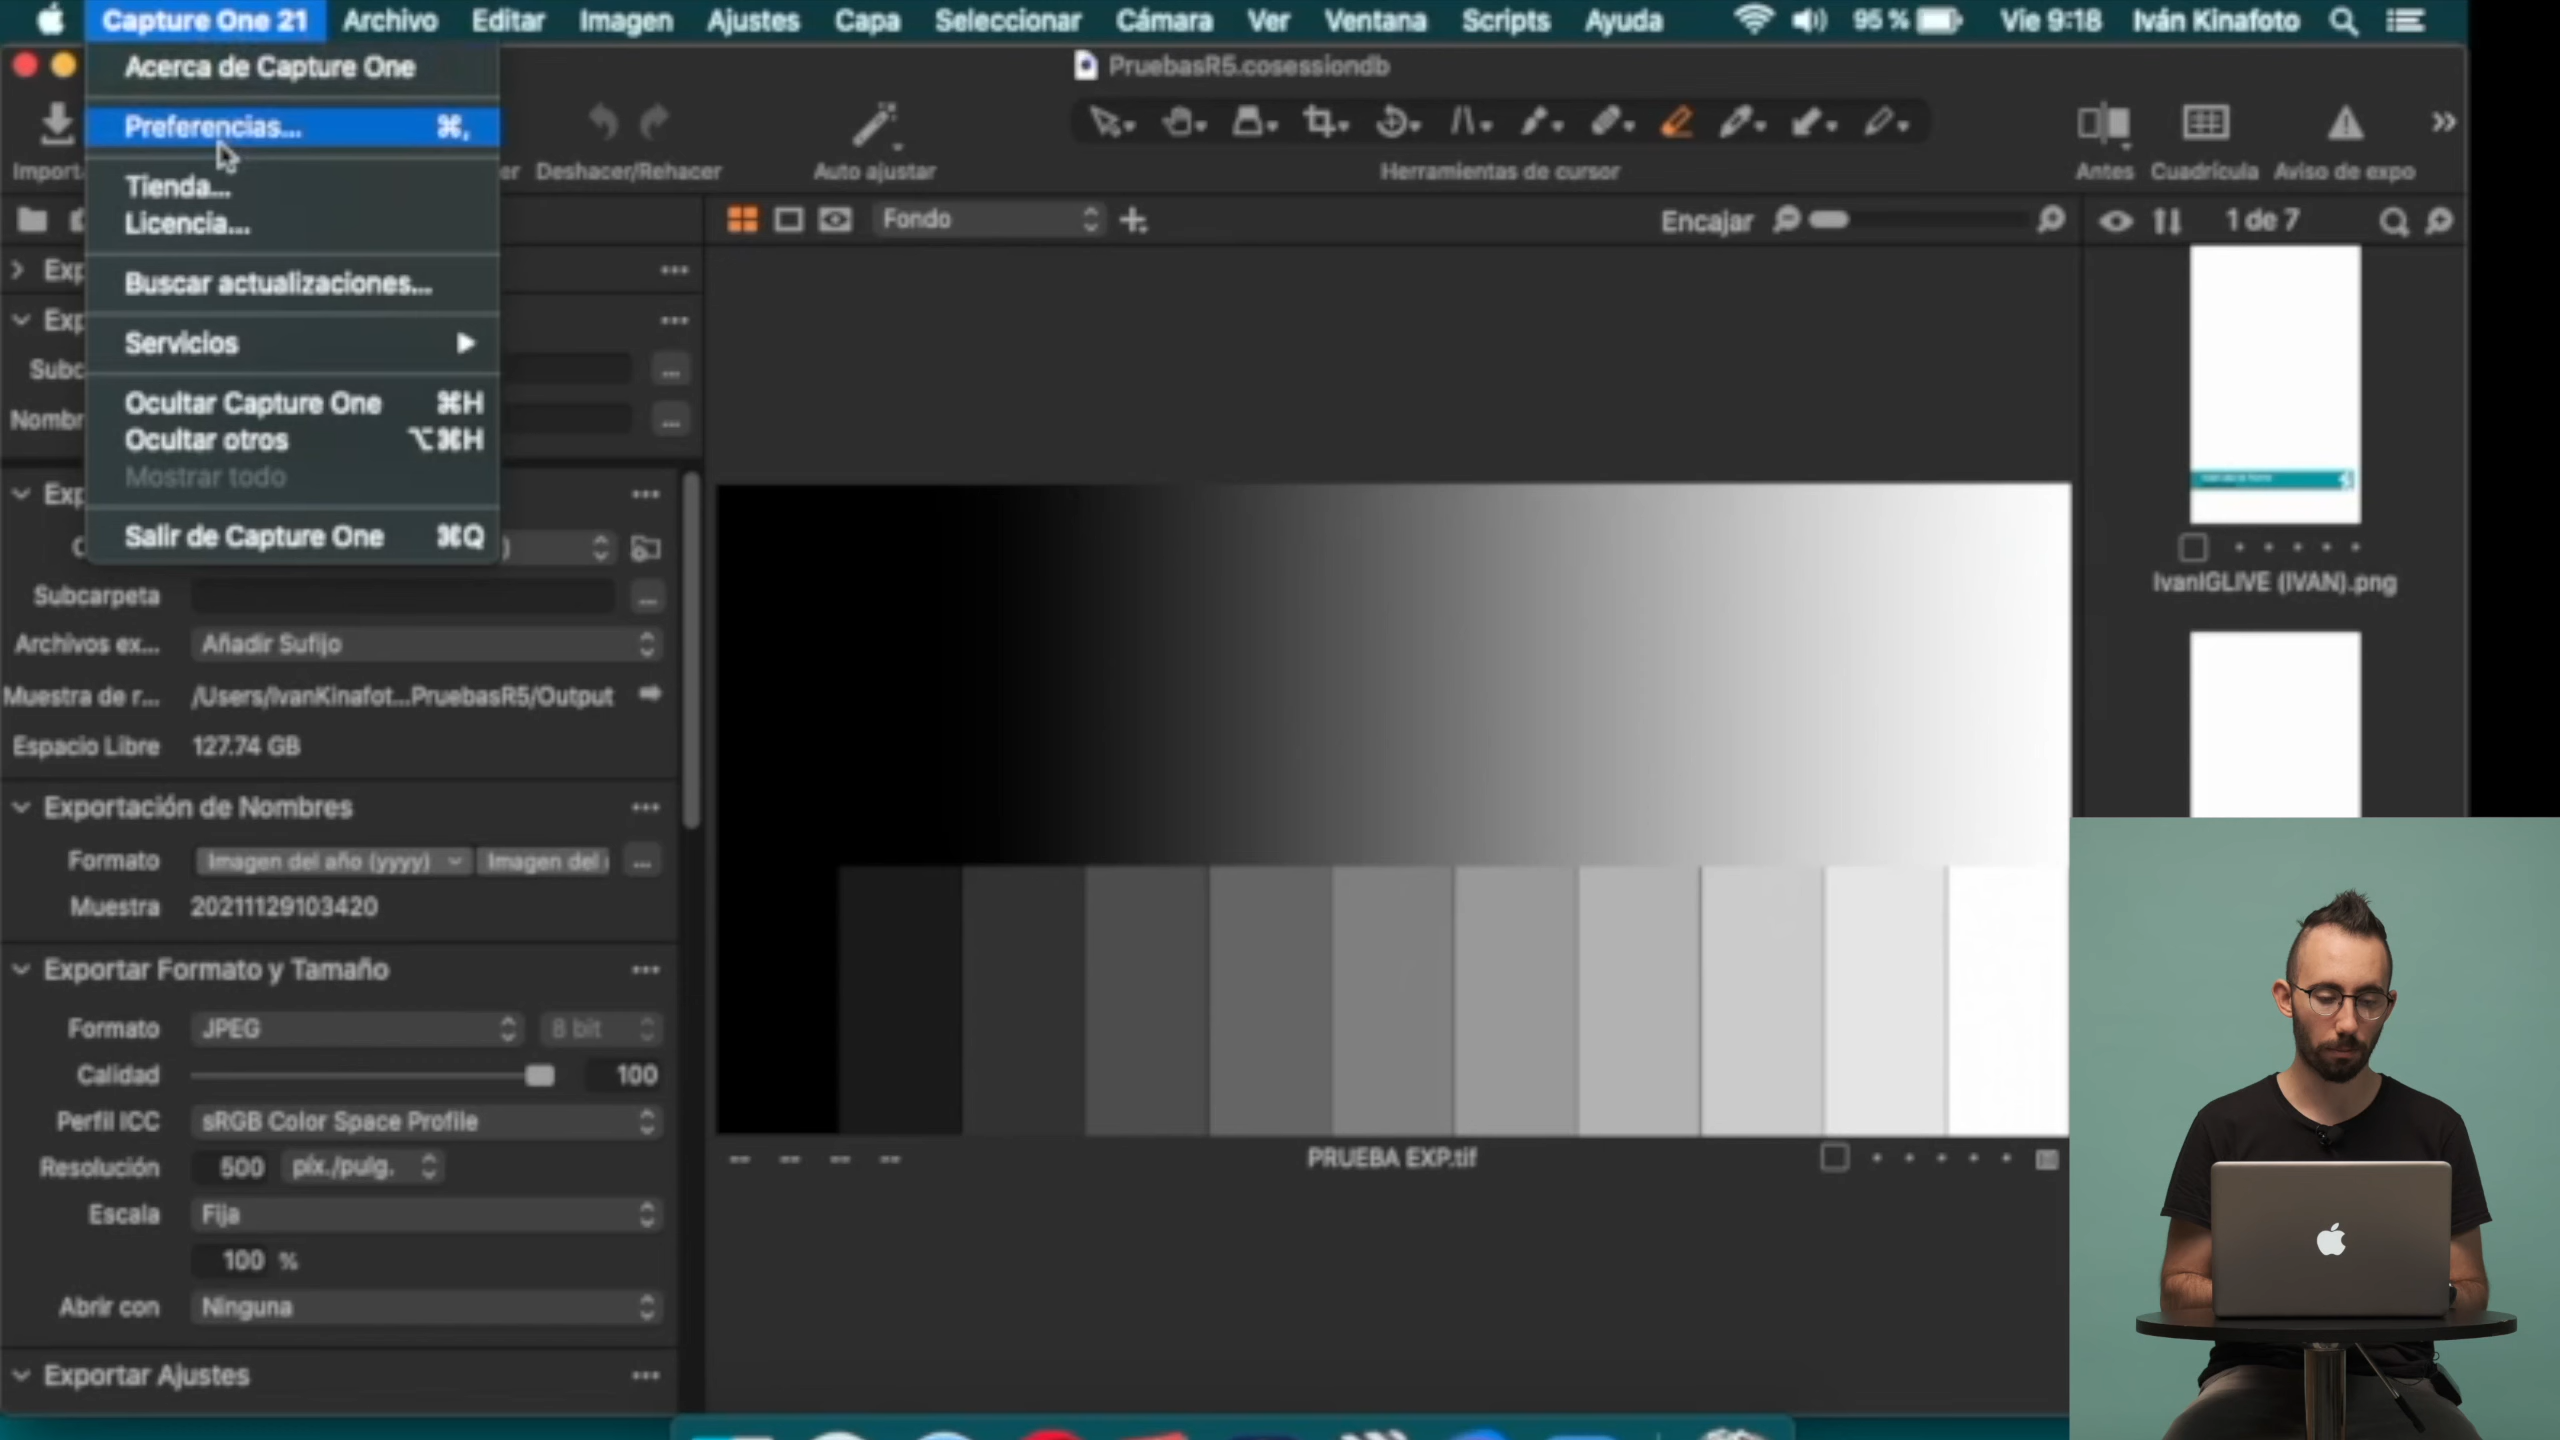 Capture One 21 Archivo Editar Imagen Ajustes Capa Seleccionar Cámara Ver Ventana Scripts Ayuda 95 % Vie 9:18 Iván Kinafoto
Acerca de Capture One
Preferencias... ⌘,
Tienda...
Licencia...
Buscar actualizaciones...
Servicios
Ocultar Capture One ⌘H
Ocultar otros ⌥⌘H
Mostrar todo
Salir de Capture One ⌘Q
PruebasR5.cosessiondb
Deshacer/Rehacer Auto ajustar Herramientas de cursor Antes Cuadrícula Aviso de expo
Fondo Encajar 1 de 7
Subcarpeta
Archivos ex... Añadir Sufijo
Muestra de r... /Users/IvanKinafot...PruebasR5/Output
Espacio Libre 127.74 GB
Exportación de Nombres
Formato Imagen del año (yyyy) Imagen del
Muestra 20211129103420
Exportar Formato y Tamaño
Formato JPEG 8 bit
Calidad 100
Perfil ICC sRGB Color Space Profile
Resolución 500 píx./pulg.
Escala Fija
100 %
Abrir con Ninguna
Exportar Ajustes
PRUEBA EXP.tif
IvanIGLIVE (IVAN).png